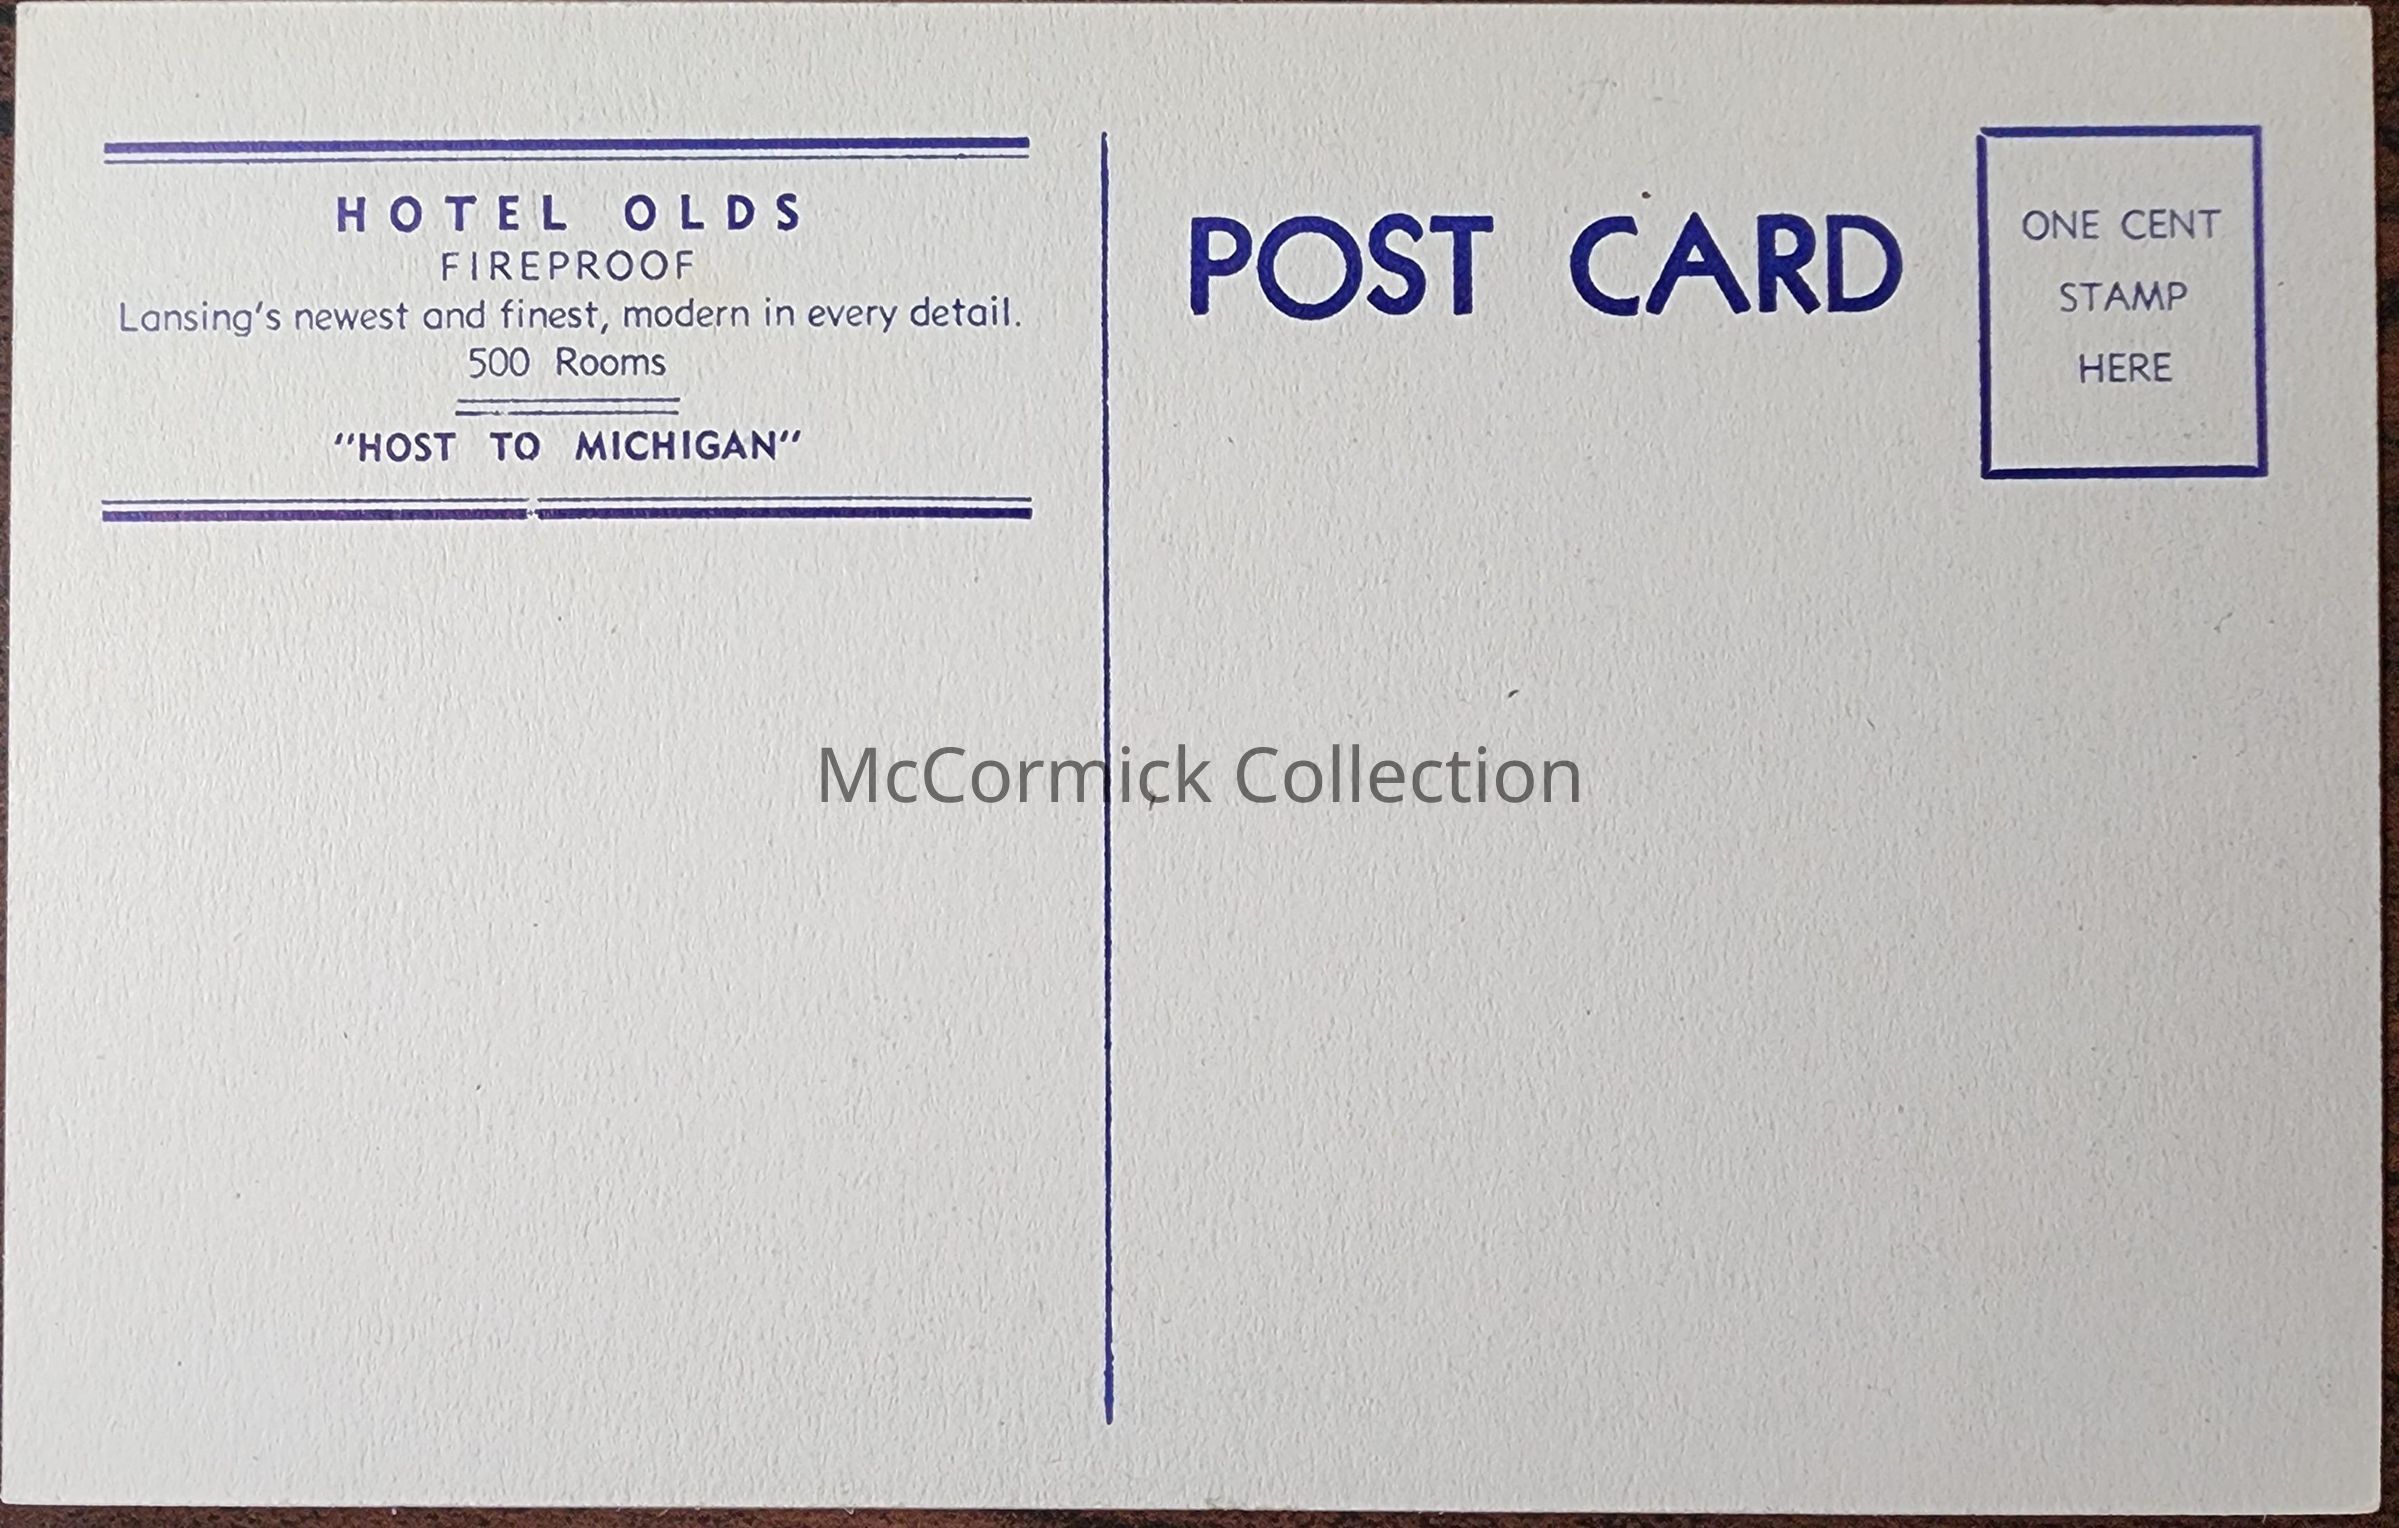 HOTEL OLDS
FIREPROOF
Lansing's newest and finest, modern in every detail.
500 Rooms
"HOST TO MICHIGAN"
POST CARD
ONE CENT
STAMP
HERE
McCormick Collection